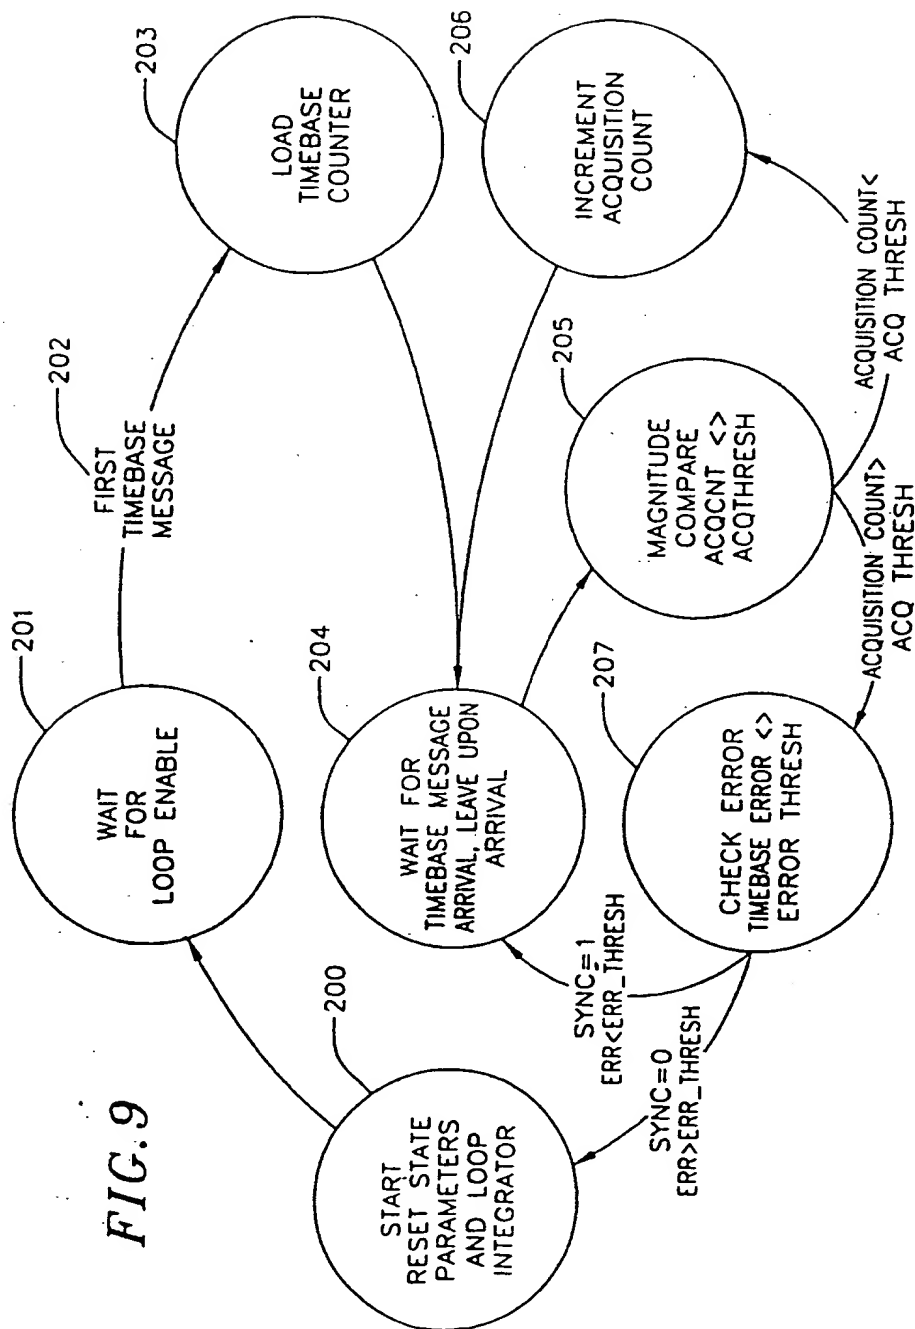 FIG. 9
200
START
RESET STATE
PARAMETERS
AND LOOP
INTEGRATOR
201
WAIT
FOR
LOOP ENABLE
202
FIRST
TIMEBASE
MESSAGE
203
LOAD
TIMEBASE
COUNTER
204
WAIT FOR
TIMEBASE MESSAGE
ARRIVAL, LEAVE UPON
ARRIVAL
205
MAGNITUDE
COMPARE
ACQCNT <>
ACQTHRESH
206
INCREMENT
ACQUISITION
COUNT
ACQUISITION COUNT<
ACQ THRESH
ACQUISITION COUNT>
ACQ THRESH
207
CHECK ERROR
TIMEBASE ERROR <>
ERROR THRESH
SYNC=1
ERR<ERR_THRESH
SYNC=0
ERR>ERR_THRESH